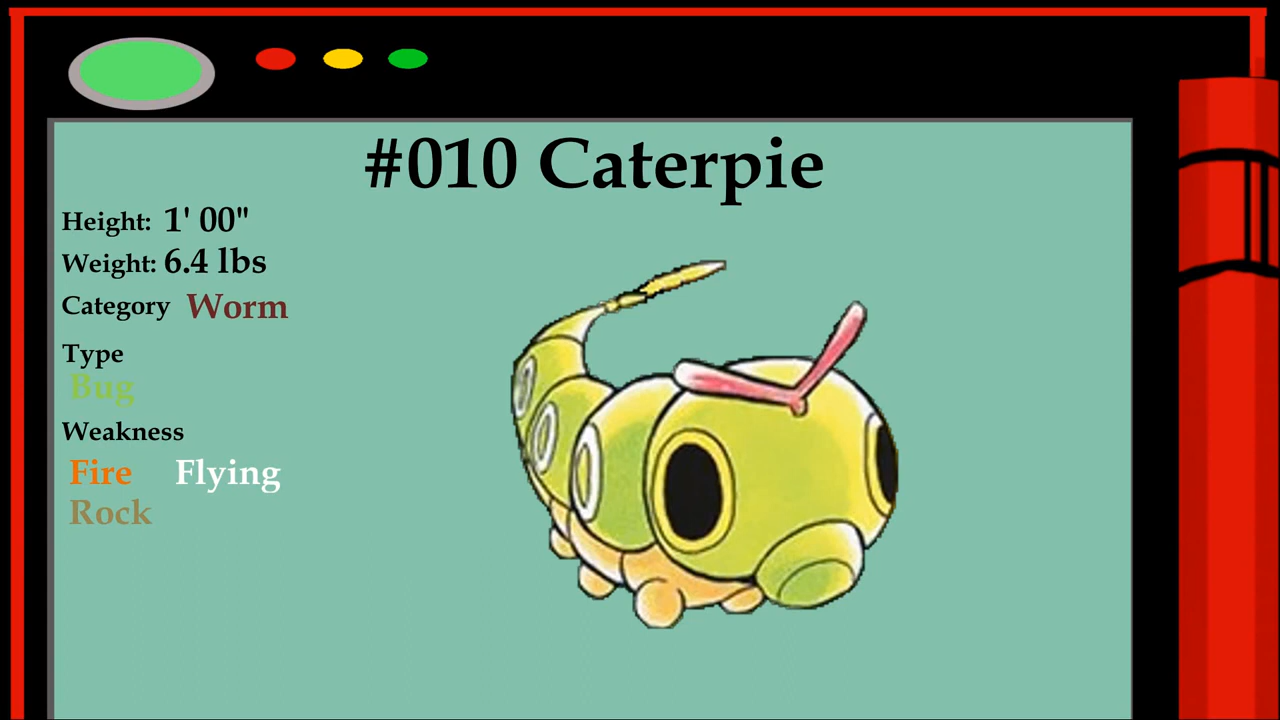 #010 Caterpie
Height: 1' 00"
Weight: 6.4 lbs
Category Worm
Type
Bug
Weakness
Fire Flying
Rock